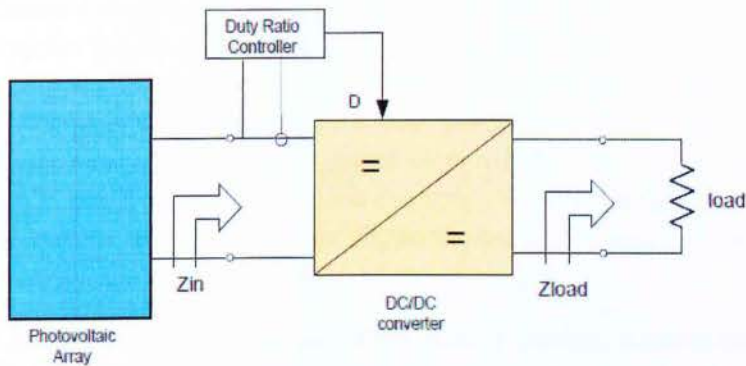 Duty Ratio
Controller
D
=
=
Zin
Zload
load
DC/DC
converter
Photovoltaic
Array